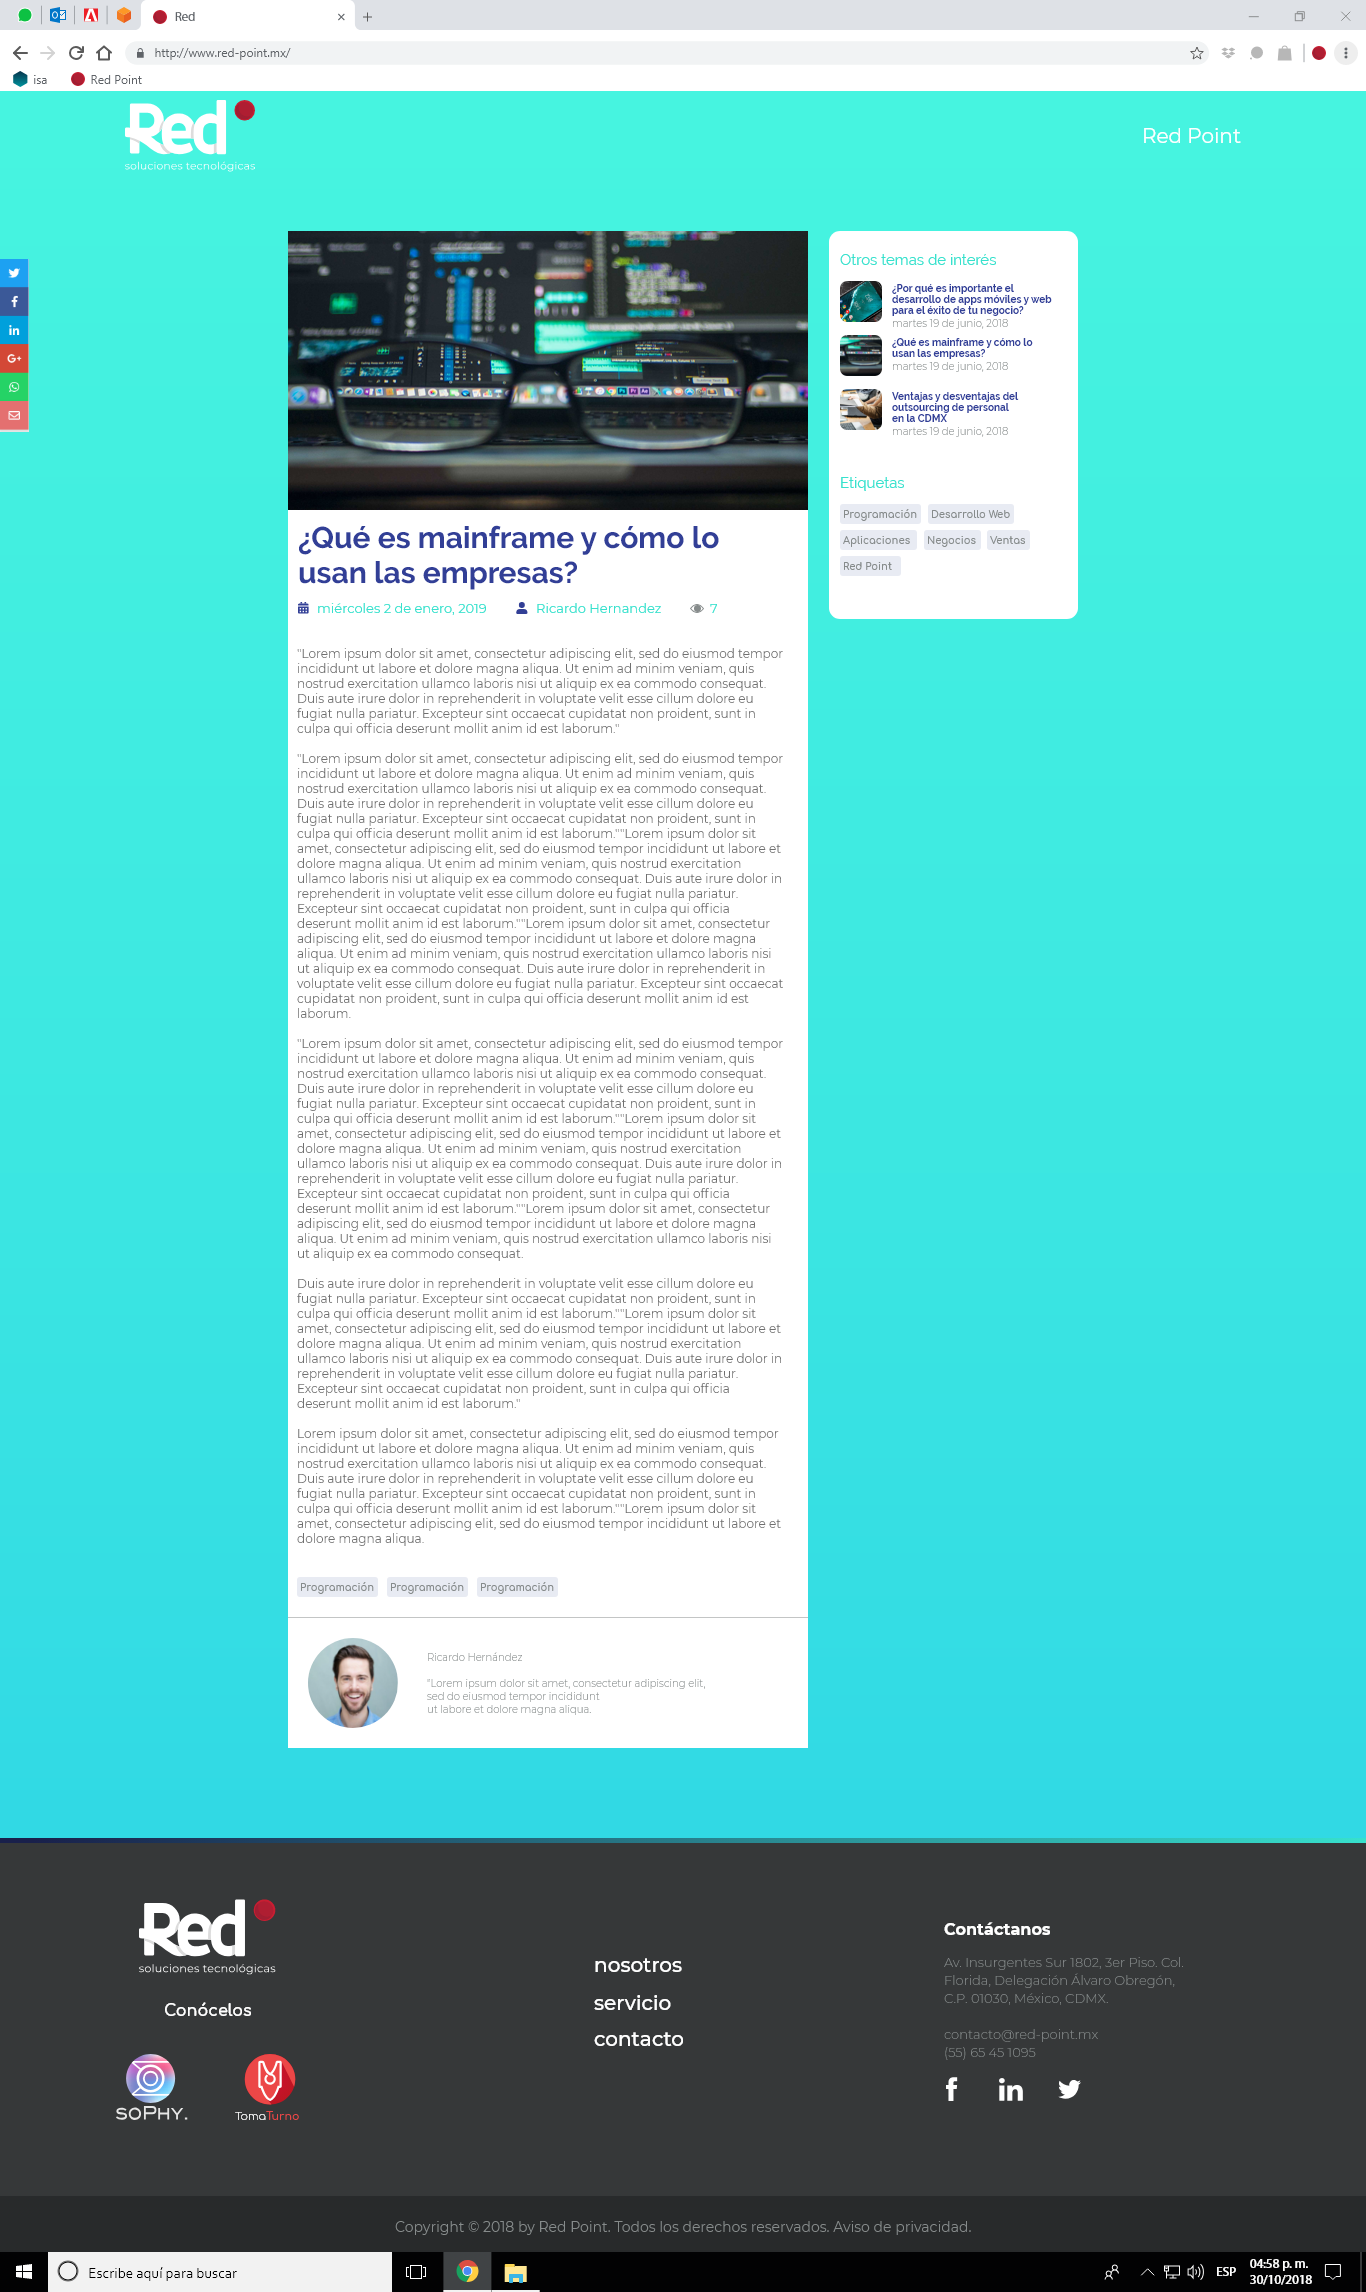 Red
http://www.red-point.mx/
isa
Red Point
Red
soluciones tecnológicas
Red Point
¿Qué es mainframe y cómo lo
usan las empresas?
miércoles 2 de enero, 2019
Ricardo Hernandez
7
"Lorem ipsum dolor sit amet, consectetur adipiscing elit, sed do eiusmod tempor
incididunt ut labore et dolore magna aliqua. Ut enim ad minim veniam, quis
nostrud exercitation ullamco laboris nisi ut aliquip ex ea commodo consequat.
Duis aute irure dolor in reprehenderit in voluptate velit esse cillum dolore eu
fugiat nulla pariatur. Excepteur sint occaecat cupidatat non proident, sunt in
culpa qui officia deserunt mollit anim id est laborum."
"Lorem ipsum dolor sit amet, consectetur adipiscing elit, sed do eiusmod tempor
incididunt ut labore et dolore magna aliqua. Ut enim ad minim veniam, quis
nostrud exercitation ullamco laboris nisi ut aliquip ex ea commodo consequat.
Duis aute irure dolor in reprehenderit in voluptate velit esse cillum dolore eu
fugiat nulla pariatur. Excepteur sint occaecat cupidatat non proident, sunt in
culpa qui officia deserunt mollit anim id est laborum.""Lorem ipsum dolor sit
amet, consectetur adipiscing elit, sed do eiusmod tempor incididunt ut labore et
dolore magna aliqua. Ut enim ad minim veniam, quis nostrud exercitation
ullamco laboris nisi ut aliquip ex ea commodo consequat. Duis aute irure dolor in
reprehenderit in voluptate velit esse cillum dolore eu fugiat nulla pariatur.
Excepteur sint occaecat cupidatat non proident, sunt in culpa qui officia
deserunt mollit anim id est laborum.""Lorem ipsum dolor sit amet, consectetur
adipiscing elit, sed do eiusmod tempor incididunt ut labore et dolore magna
aliqua. Ut enim ad minim veniam, quis nostrud exercitation ullamco laboris nisi
ut aliquip ex ea commodo consequat. Duis aute irure dolor in reprehenderit in
voluptate velit esse cillum dolore eu fugiat nulla pariatur. Excepteur sint occaecat
cupidatat non proident, sunt in culpa qui officia deserunt mollit anim id est
laborum.
"Lorem ipsum dolor sit amet, consectetur adipiscing elit, sed do eiusmod tempor
incididunt ut labore et dolore magna aliqua. Ut enim ad minim veniam, quis
nostrud exercitation ullamco laboris nisi ut aliquip ex ea commodo consequat.
Duis aute irure dolor in reprehenderit in voluptate velit esse cillum dolore eu
fugiat nulla pariatur. Excepteur sint occaecat cupidatat non proident, sunt in
culpa qui officia deserunt mollit anim id est laborum.""Lorem ipsum dolor sit
amet, consectetur adipiscing elit, sed do eiusmod tempor incididunt ut labore et
dolore magna aliqua. Ut enim ad minim veniam, quis nostrud exercitation
ullamco laboris nisi ut aliquip ex ea commodo consequat. Duis aute irure dolor in
reprehenderit in voluptate velit esse cillum dolore eu fugiat nulla pariatur.
Excepteur sint occaecat cupidatat non proident, sunt in culpa qui officia
deserunt mollit anim id est laborum.""Lorem ipsum dolor sit amet, consectetur
adipiscing elit, sed do eiusmod tempor incididunt ut labore et dolore magna
aliqua. Ut enim ad minim veniam, quis nostrud exercitation ullamco laboris nisi
ut aliquip ex ea commodo consequat.
Duis aute irure dolor in reprehenderit in voluptate velit esse cillum dolore eu
fugiat nulla pariatur. Excepteur sint occaecat cupidatat non proident, sunt in
culpa qui officia deserunt mollit anim id est laborum.""Lorem ipsum dolor sit
amet, consectetur adipiscing elit, sed do eiusmod tempor incididunt ut labore et
dolore magna aliqua. Ut enim ad minim veniam, quis nostrud exercitation
ullamco laboris nisi ut aliquip ex ea commodo consequat. Duis aute irure dolor in
reprehenderit in voluptate velit esse cillum dolore eu fugiat nulla pariatur.
Excepteur sint occaecat cupidatat non proident, sunt in culpa qui officia
deserunt mollit anim id est laborum."
Lorem ipsum dolor sit amet, consectetur adipiscing elit, sed do eiusmod tempor
incididunt ut labore et dolore magna aliqua. Ut enim ad minim veniam, quis
nostrud exercitation ullamco laboris nisi ut aliquip ex ea commodo consequat.
Duis aute irure dolor in reprehenderit in voluptate velit esse cillum dolore eu
fugiat nulla pariatur. Excepteur sint occaecat cupidatat non proident, sunt in
culpa qui officia deserunt mollit anim id est laborum.""Lorem ipsum dolor sit
amet, consectetur adipiscing elit, sed do eiusmod tempor incididunt ut labore et
dolore magna aliqua.
Programación Programación Programación
Ricardo Hernández
"Lorem ipsum dolor sit amet, consectetur adipiscing elit,
sed do eiusmod tempor incididunt
ut labore et dolore magna aliqua.
Otros temas de interés
¿Por qué es importante el
desarrollo de apps móviles y web
para el éxito de tu negocio?
martes 19 de junio, 2018
¿Qué es mainframe y cómo lo
usan las empresas?
martes 19 de junio, 2018
Ventajas y desventajas del
outsourcing de personal
en la CDMX
martes 19 de junio, 2018
Etiquetas
Programación Desarrollo Web
Aplicaciones Negocios Ventas
Red Point
Red
soluciones tecnológicas
Conócelos
SOPHY.
TomaTurno
nosotros
servicio
contacto
Contáctanos
Av. Insurgentes Sur 1802, 3er Piso. Col.
Florida, Delegación Álvaro Obregón,
C.P. 01030, México, CDMX.
contacto@red-point.mx
(55) 65 45 1095
Copyright © 2018 by Red Point. Todos los derechos reservados. Aviso de privacidad.
Escribe aquí para buscar
ESP
04:58 p. m.
30/10/2018